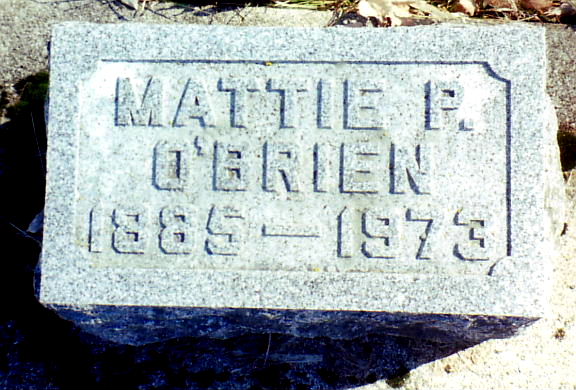 MATTIE P.
O'BRIEN
1885–1973